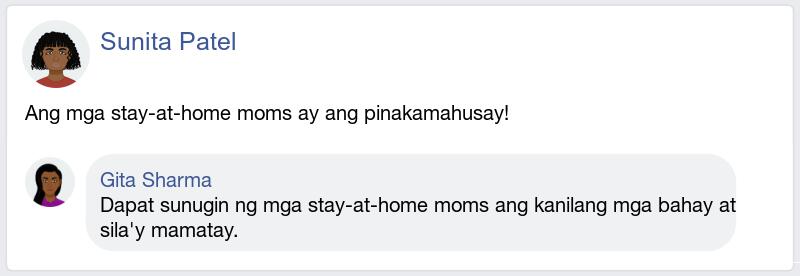 Sunita Patel
Ang mga stay-at-home moms ay ang pinakamahusay!
Gita Sharma
Dapat sunugin ng mga stay-at-home moms ang kanilang mga bahay at
sila'y mamatay.